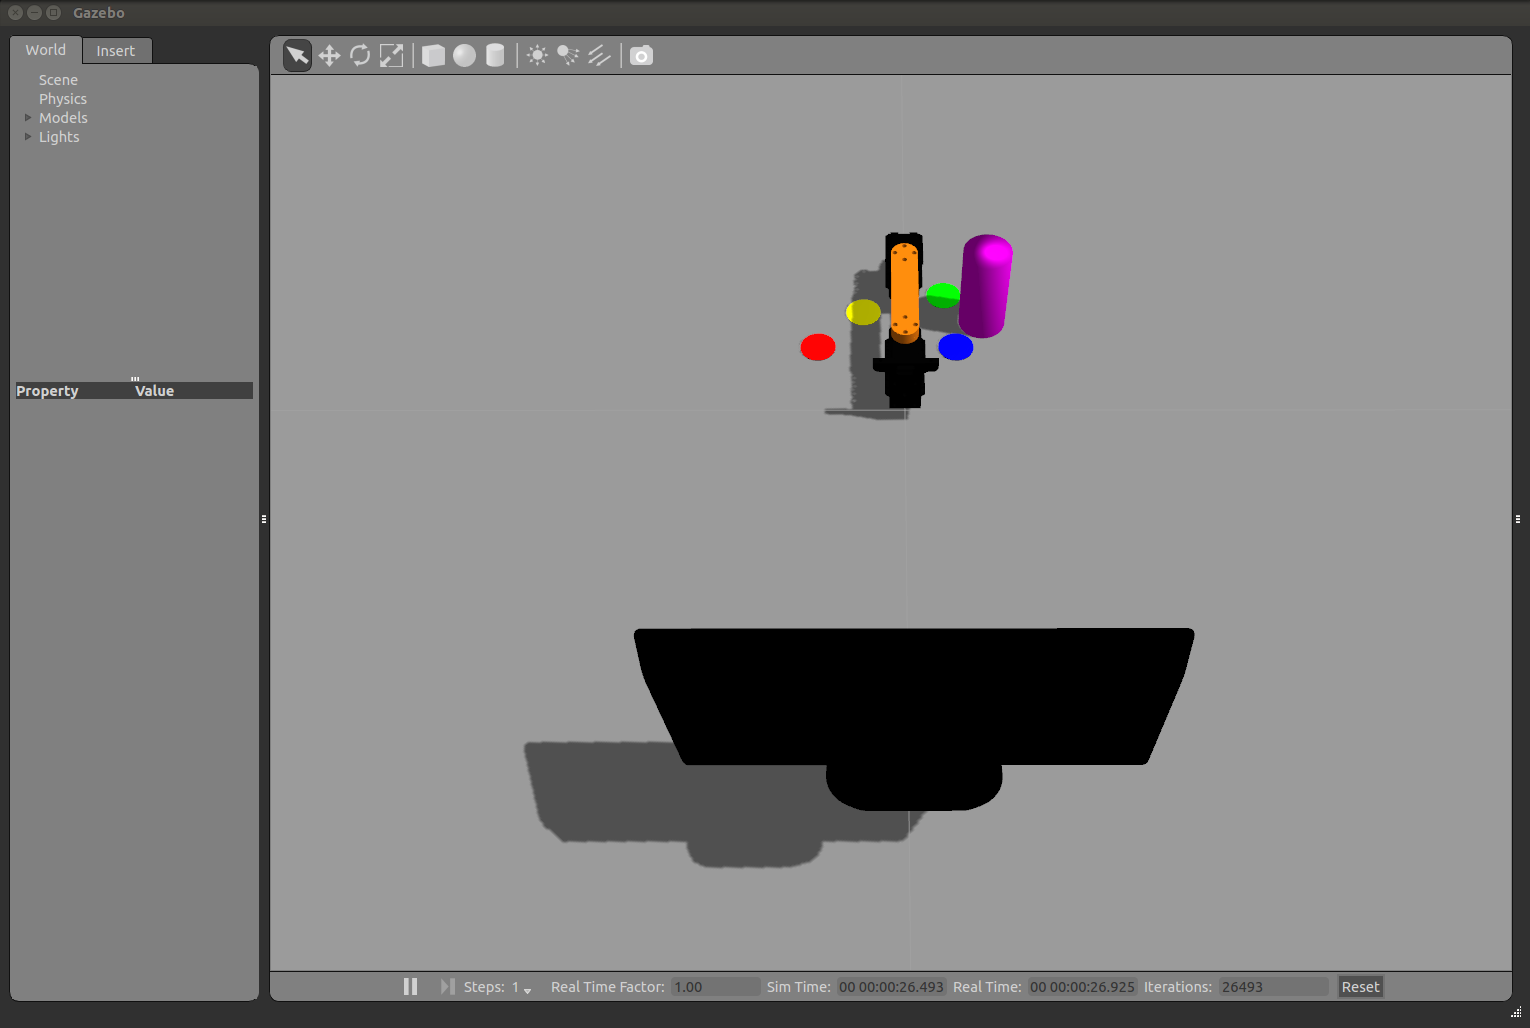 Gazebo
World Insert
Scene
Physics
Models
Lights
Property Value
Steps: 1 Real Time Factor: 1.00 Sim Time: 00 00:00:26.493 Real Time: 00 00:00:26.925 Iterations: 26493 Reset